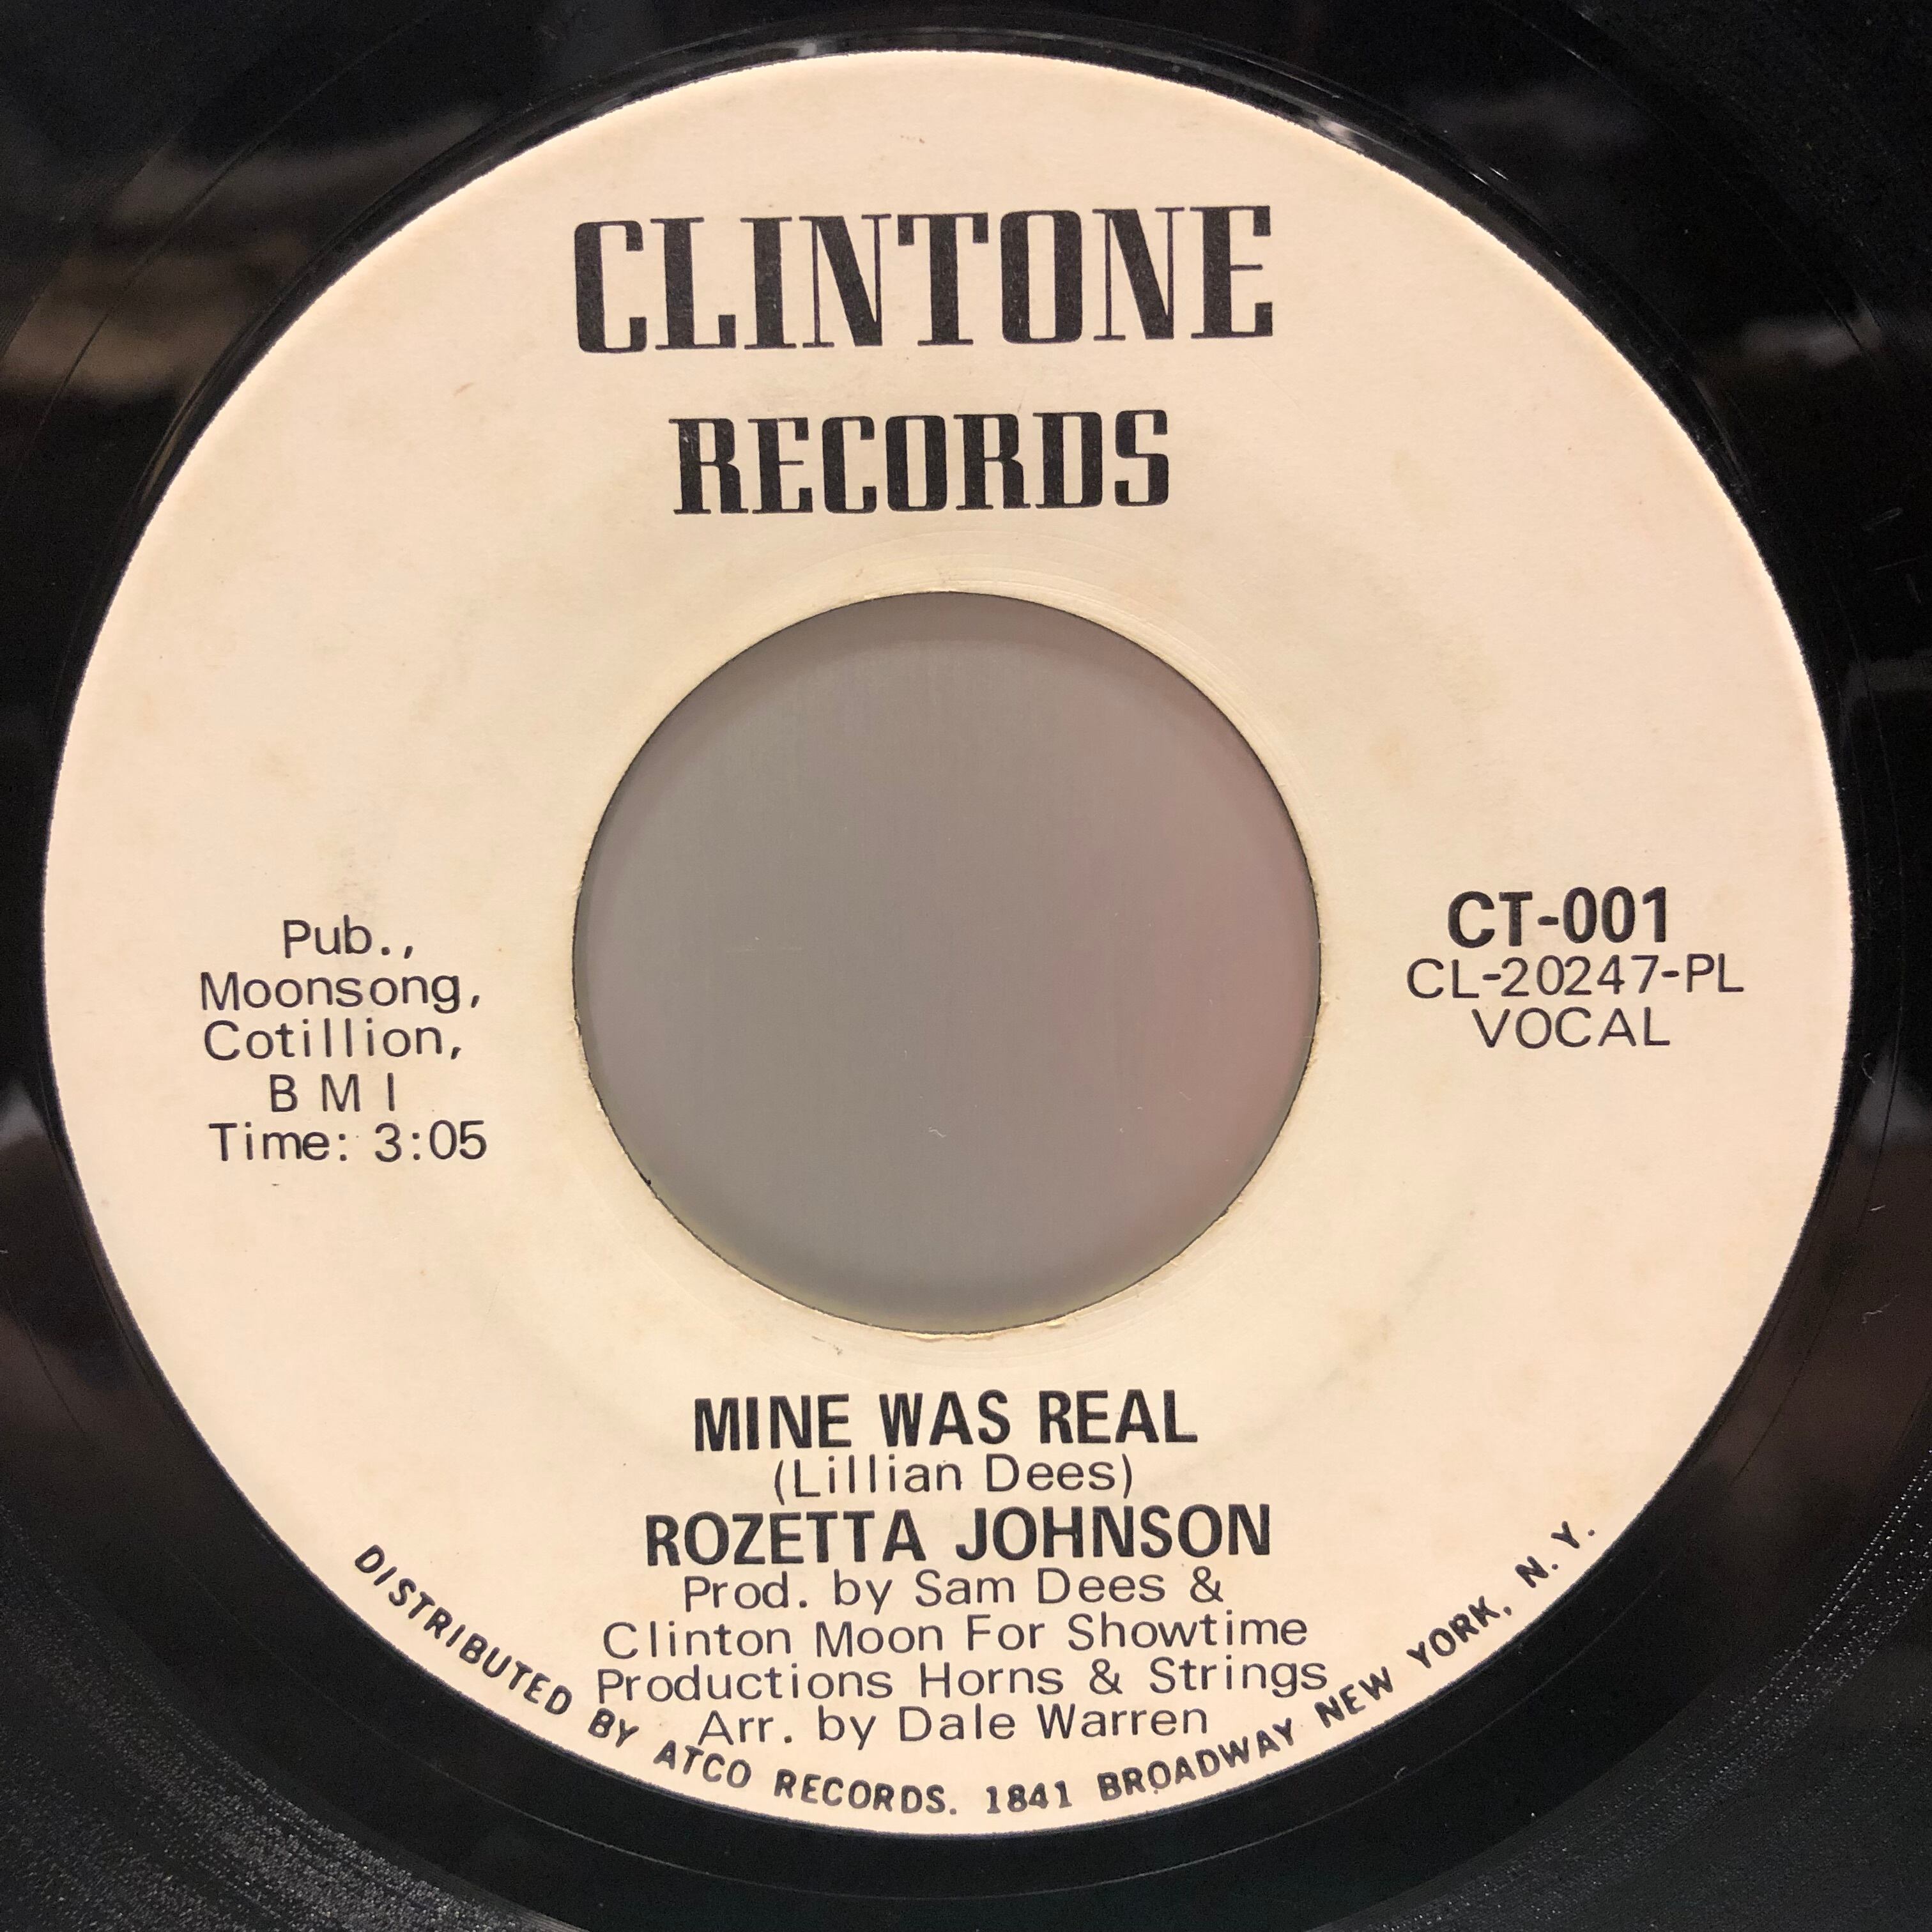 CLINTONE
RECORDS
Pub.,
Moonsong,
Cotillion,
B M I
Time: 3:05
CT-001
CL-20247-PL
VOCAL
MINE WAS REAL
(Lillian Dees)
ROZETTA JOHNSON
Prod. by Sam Dees &
Clinton Moon For Showtime
Productions Horns & Strings
Arr. by Dale Warren
DISTRIBUTED BY ATCO RECORDS. 1841 BROADWAY NEW YORK, N. Y.